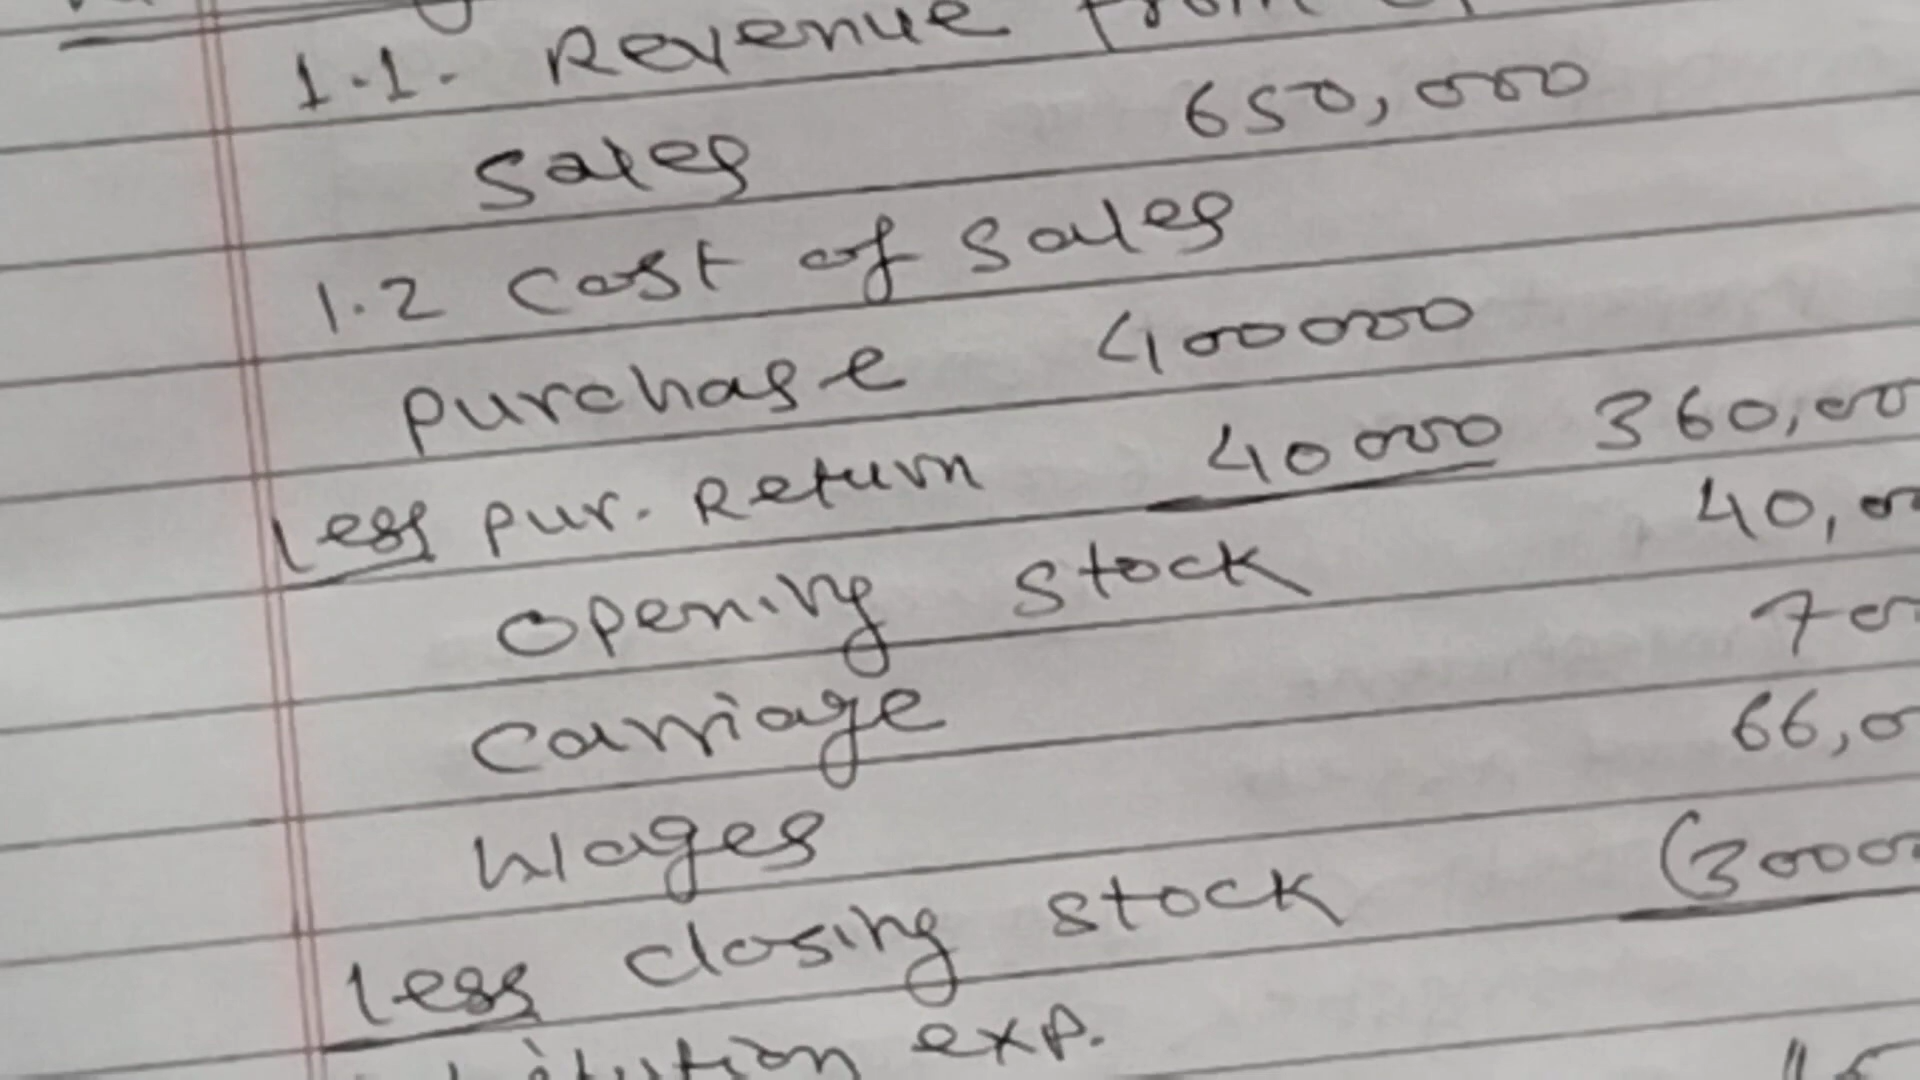 1.1. Revenue from
Sales 650,000
1.2 Cost of Sales
Purchase 400000
Less Pur. Return 40000 360,00
Opening Stock 40,0
Carriage 70
Wages 66,0
Less closing stock (3000
exp.